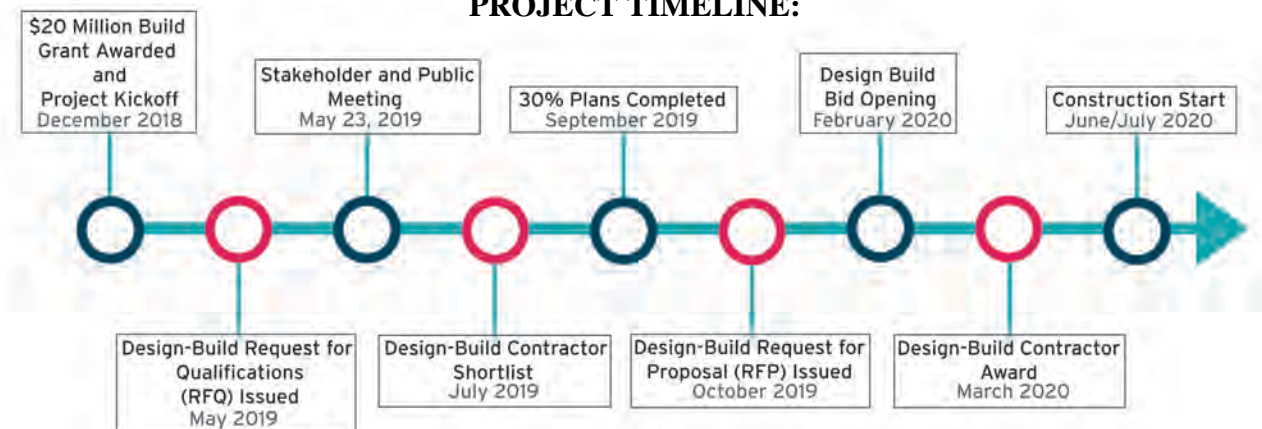 PROJECT TIMELINE:
$20 Million Build
Grant Awarded
and
Project Kickoff
December 2018
Design-Build Request for
Qualifications
(RFQ) Issued
May 2019
Stakeholder and Public
Meeting
May 23, 2019
Design-Build Contractor
Shortlist
July 2019
30% Plans Completed
September 2019
Design-Build Request for
Proposal (RFP) Issued
October 2019
Design Build
Bid Opening
February 2020
Design-Build Contractor
Award
March 2020
Construction Start
June/July 2020